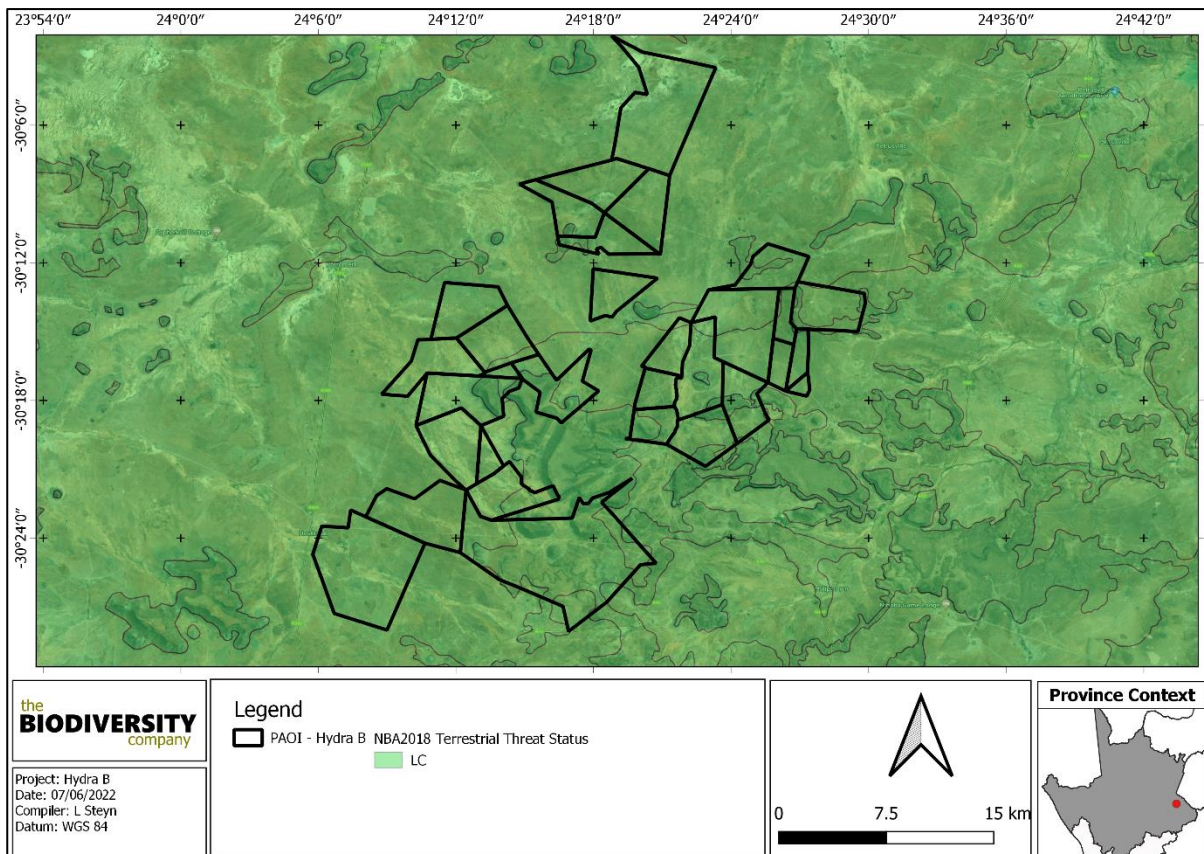 23°54′0″ 24°0′0″ 24°6′0″ 24°12′0″ 24°18′0″ 24°24′0″ 24°30′0″ 24°36′0″ 24°42′0″
-30°6′0″
-30°12′0″
-30°18′0″
-30°24′0″
the
BIODIVERSITY
company
Project: Hydra B
Date: 07/06/2022
Compiler: L Steyn
Datum: WGS 84
Legend
PAOI - Hydra B NBA2018 Terrestrial Threat Status
LC
0 7.5 15 km
Province Context